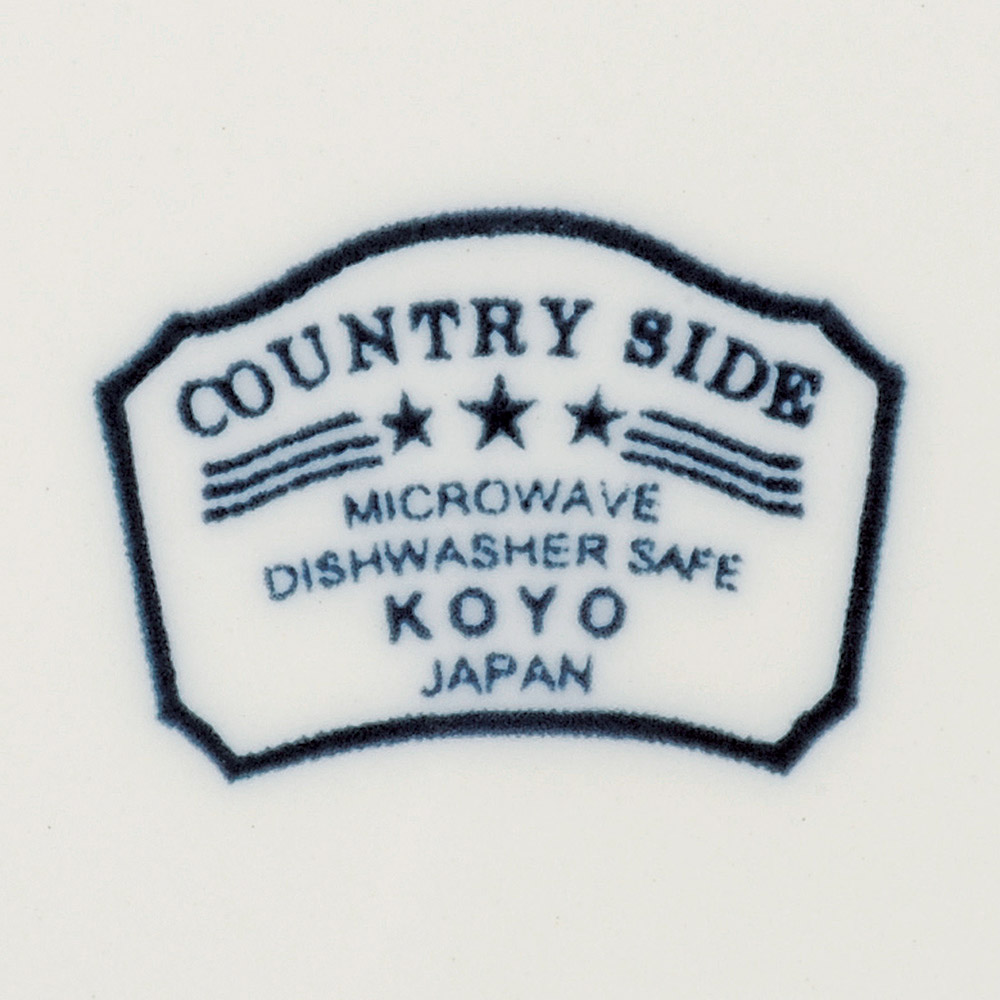 COUNTRY SIDE
MICROWAVE
DISHWASHER SAFE
KOYO
JAPAN